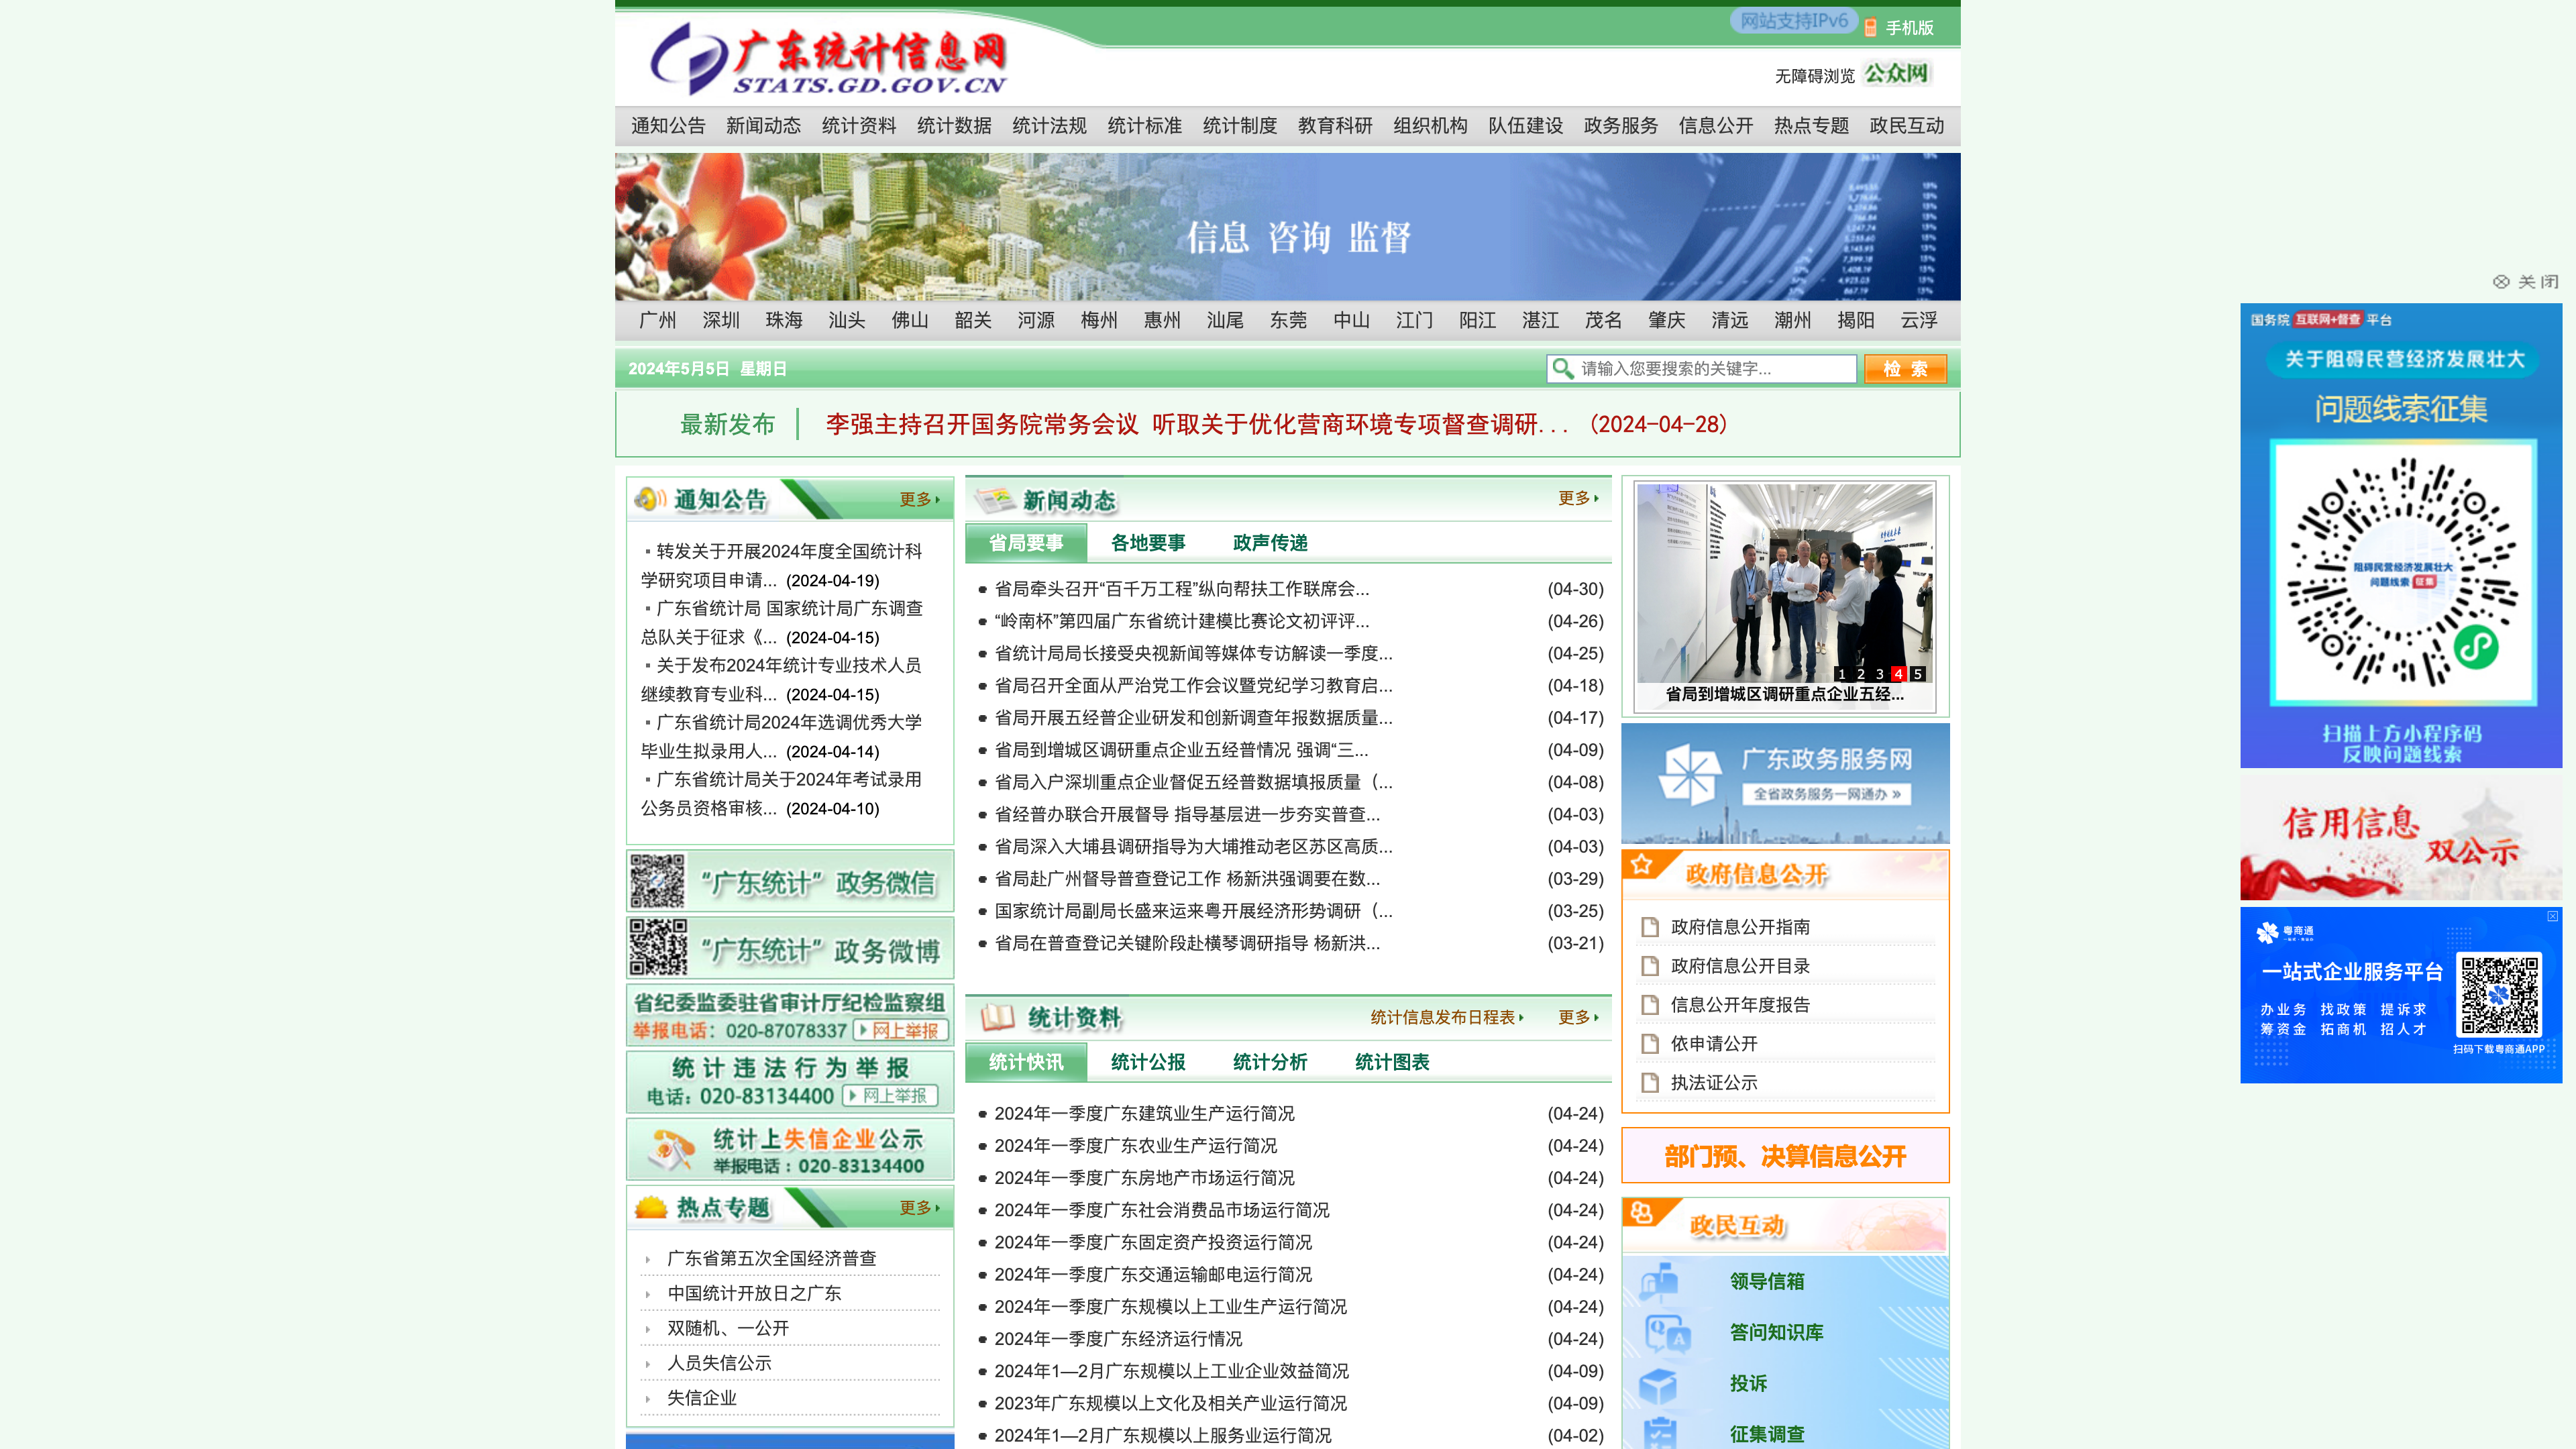 广东统计信息网
STATS.GD.GOV.CN
网站支持IPv6
手机版
无障碍浏览 公众网
通知公告 新闻动态 统计资料 统计数据 统计法规 统计标准 统计制度 教育科研 组织机构 队伍建设 政务服务 信息公开 热点专题 政民互动
信息 咨询 监督
广州 深圳 珠海 汕头 佛山 韶关 河源 梅州 惠州 汕尾 东莞 中山 江门 阳江 湛江 茂名 肇庆 清远 潮州 揭阳 云浮
2024年5月5日 星期日
请输入您要搜索的关键字...
检 索
最新发布
李强主持召开国务院常务会议 听取关于优化营商环境专项督查调研... (2024-04-28)
通知公告
更多
转发关于开展2024年度全国统计科
学研究项目申请... (2024-04-19)
广东省统计局 国家统计局广东调查
总队关于征求《... (2024-04-15)
关于发布2024年统计专业技术人员
继续教育专业科... (2024-04-15)
广东省统计局2024年选调优秀大学
毕业生拟录用人... (2024-04-14)
广东省统计局关于2024年考试录用
公务员资格审核... (2024-04-10)
“广东统计”政务微信
“广东统计”政务微博
省纪委监委驻省审计厅纪检监察组
举报电话：020-87078337 网上举报
统计违法行为举报
电话：020-83134400 网上举报
统计上失信企业公示
举报电话：020-83134400
热点专题
更多
广东省第五次全国经济普查
中国统计开放日之广东
双随机、一公开
人员失信公示
失信企业
新闻动态
更多
省局要事 各地要事 政声传递
省局牵头召开“百千万工程”纵向帮扶工作联席会... (04-30)
“岭南杯”第四届广东省统计建模比赛论文初评评... (04-26)
省统计局局长接受央视新闻等媒体专访解读一季度... (04-25)
省局召开全面从严治党工作会议暨党纪学习教育启... (04-18)
省局开展五经普企业研发和创新调查年报数据质量... (04-17)
省局到增城区调研重点企业五经普情况 强调“三... (04-09)
省局入户深圳重点企业督促五经普数据填报质量（... (04-08)
省经普办联合开展督导 指导基层进一步夯实普查... (04-03)
省局深入大埔县调研指导为大埔推动老区苏区高质... (04-03)
省局赴广州督导普查登记工作 杨新洪强调要在数... (03-29)
国家统计局副局长盛来运来粤开展经济形势调研（... (03-25)
省局在普查登记关键阶段赴横琴调研指导 杨新洪... (03-21)
统计资料
统计信息发布日程表
更多
统计快讯 统计公报 统计分析 统计图表
2024年一季度广东建筑业生产运行简况 (04-24)
2024年一季度广东农业生产运行简况 (04-24)
2024年一季度广东房地产市场运行简况 (04-24)
2024年一季度广东社会消费品市场运行简况 (04-24)
2024年一季度广东固定资产投资运行简况 (04-24)
2024年一季度广东交通运输邮电运行简况 (04-24)
2024年一季度广东规模以上工业生产运行简况 (04-24)
2024年一季度广东经济运行情况 (04-24)
2024年1—2月广东规模以上工业企业效益简况 (04-09)
2023年广东规模以上文化及相关产业运行简况 (04-09)
2024年1—2月广东规模以上服务业运行简况 (04-02)
1 2 3 4 5
省局到增城区调研重点企业五经...
广东政务服务网
全省政务服务一网通办 »
政府信息公开
政府信息公开指南
政府信息公开目录
信息公开年度报告
依申请公开
执法证公示
部门预、决算信息公开
政民互动
领导信箱
答问知识库
投诉
征集调查
关 闭
国务院 互联网+督查 平台
关于阻碍民营经济发展壮大
问题线索征集
阻碍民营经济发展壮大
问题线索 征集
扫描上方小程序码
反映问题线索
信用信息
双公示
粤商通
一站式企业服务平台
办业务 找政策 提诉求
筹资金 拓商机 招人才
扫码下载粤商通APP